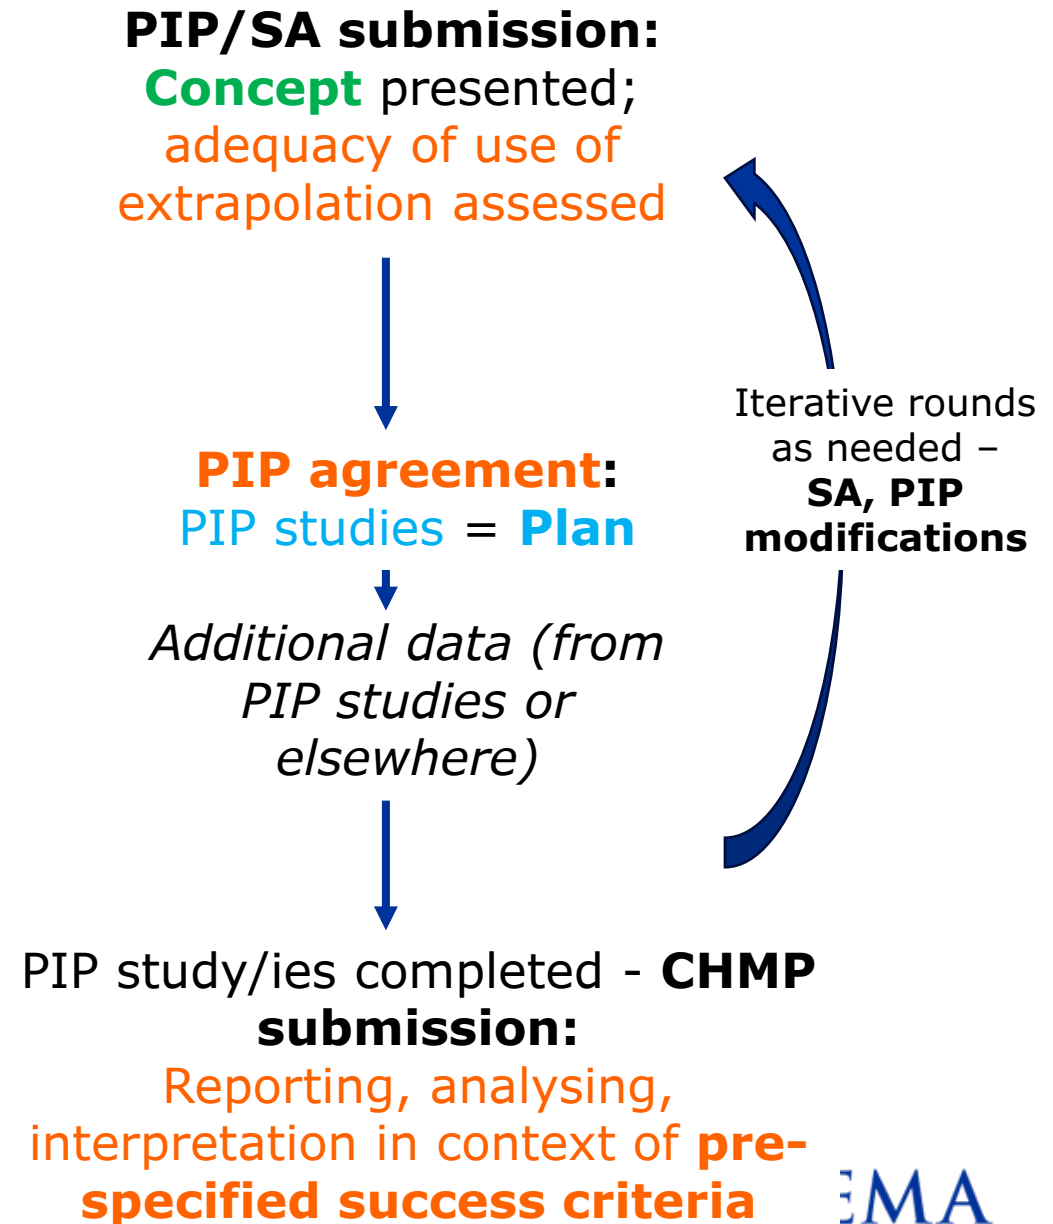 PIP/SA submission:
Concept presented;
adequacy of use of
extrapolation assessed
Iterative rounds
as needed –
SA, PIP
modifications
PIP agreement:
PIP studies = Plan
Additional data (from
PIP studies or
elsewhere)
PIP study/ies completed - CHMP
submission:
Reporting, analysing,
interpretation in context of pre-
specified success criteria
EMA